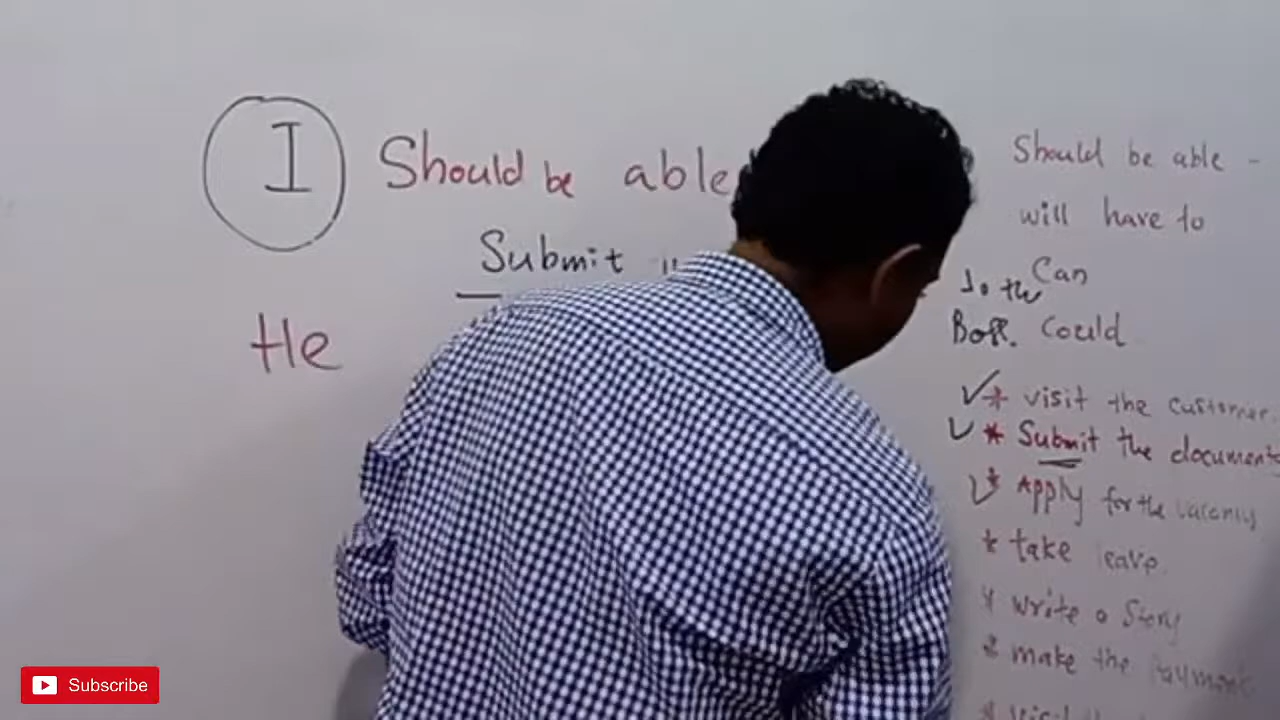 I Should be able
Submit
He
Should be able -
will have to
Can
to the
Boss. Could
* visit the customer.
* Submit the documents
* Apply for the vacancy
* take leave
* write a Story
* make the payment
Subscribe